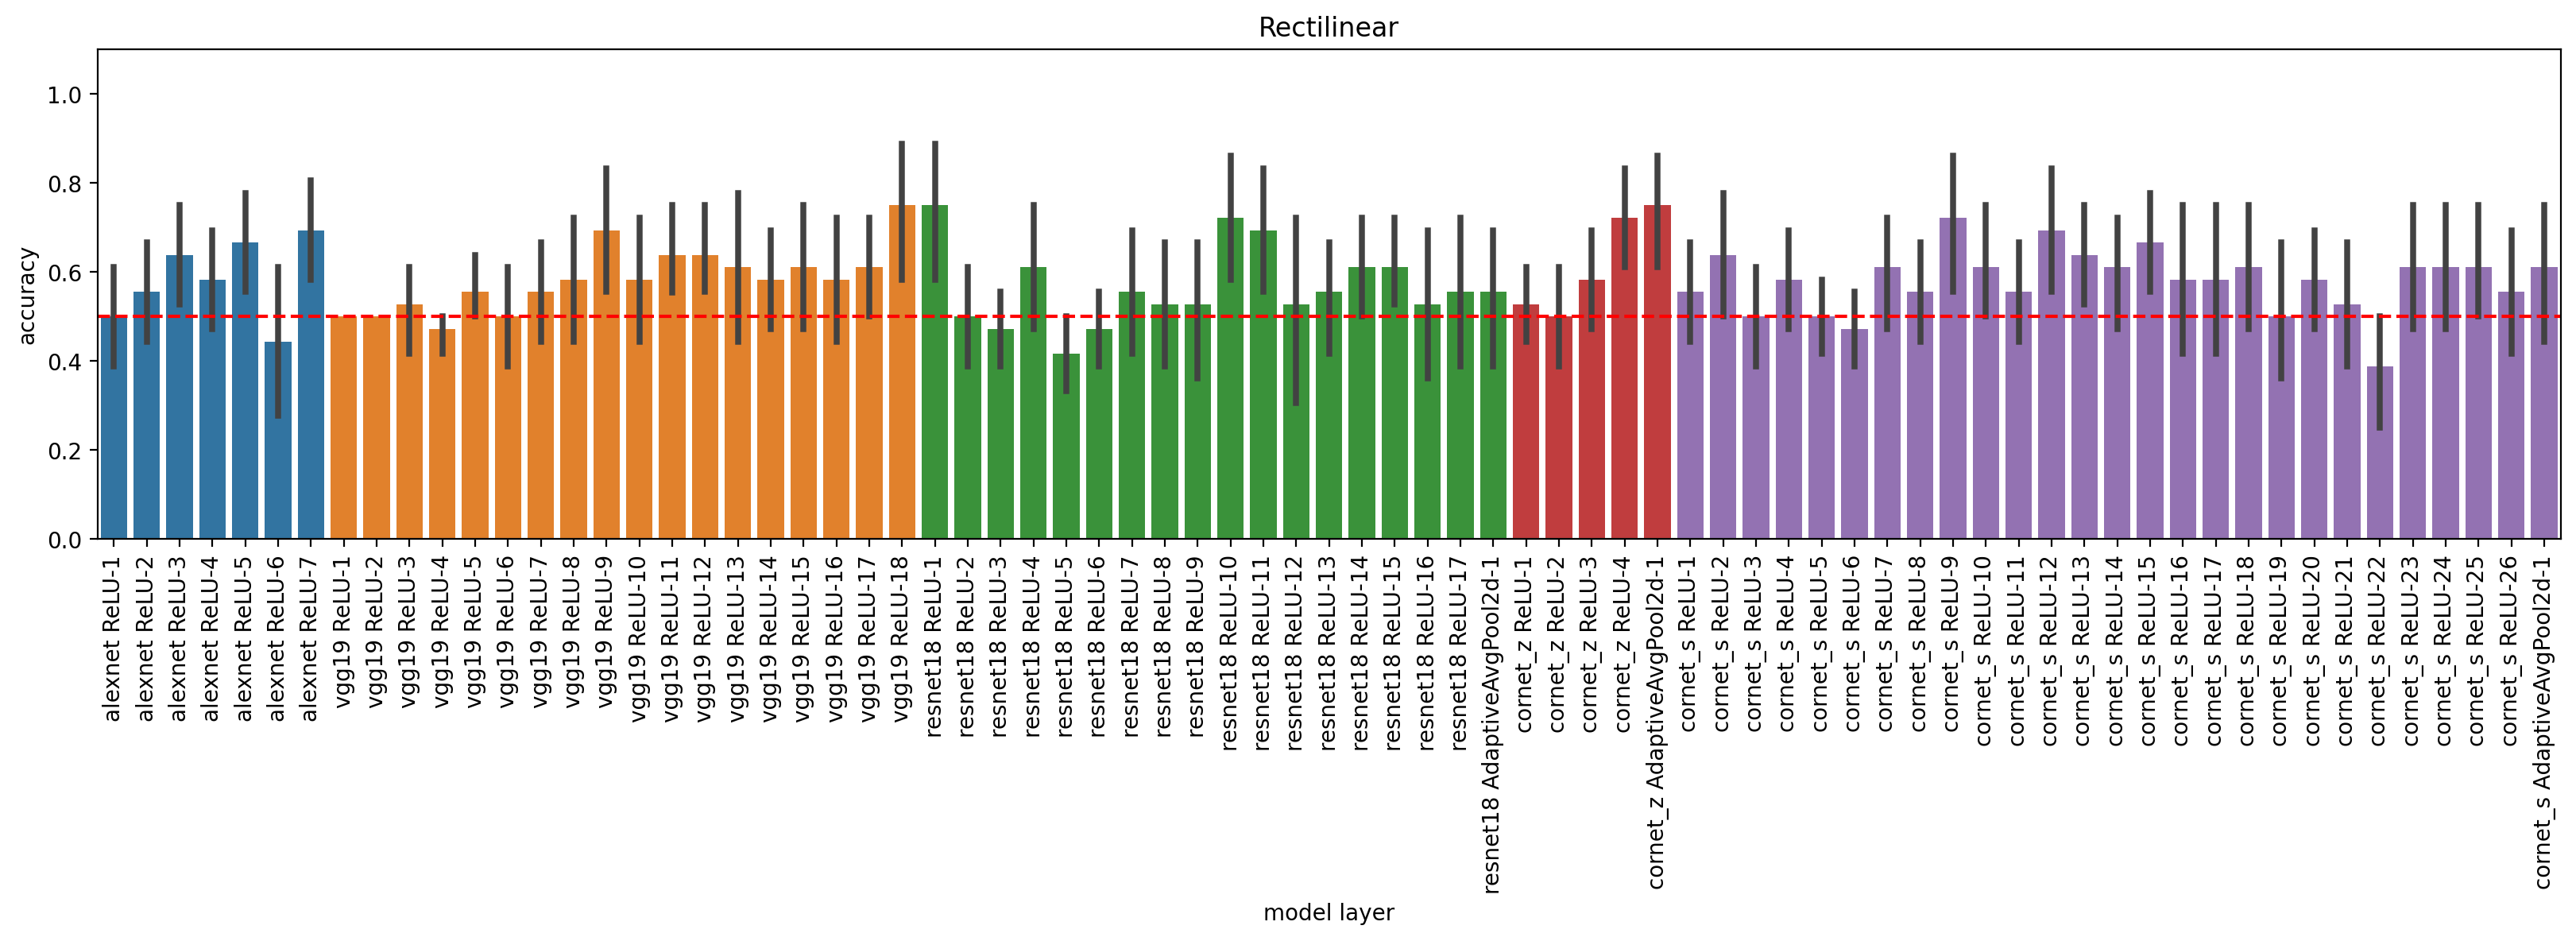 Rectilinear
accuracy
1.0
0.8
0.6
0.4
0.2
0.0
alexnet ReLU-1
alexnet ReLU-2
alexnet ReLU-3
alexnet ReLU-4
alexnet ReLU-5
alexnet ReLU-6
alexnet ReLU-7
vgg19 ReLU-1
vgg19 ReLU-2
vgg19 ReLU-3
vgg19 ReLU-4
vgg19 ReLU-5
vgg19 ReLU-6
vgg19 ReLU-7
vgg19 ReLU-8
vgg19 ReLU-9
vgg19 ReLU-10
vgg19 ReLU-11
vgg19 ReLU-12
vgg19 ReLU-13
vgg19 ReLU-14
vgg19 ReLU-15
vgg19 ReLU-16
vgg19 ReLU-17
vgg19 ReLU-18
resnet18 ReLU-1
resnet18 ReLU-2
resnet18 ReLU-3
resnet18 ReLU-4
resnet18 ReLU-5
resnet18 ReLU-6
resnet18 ReLU-7
resnet18 ReLU-8
resnet18 ReLU-9
resnet18 ReLU-10
resnet18 ReLU-11
resnet18 ReLU-12
resnet18 ReLU-13
resnet18 ReLU-14
resnet18 ReLU-15
resnet18 ReLU-16
resnet18 ReLU-17
resnet18 AdaptiveAvgPool2d-1
cornet_z ReLU-1
cornet_z ReLU-2
cornet_z ReLU-3
cornet_z ReLU-4
cornet_z AdaptiveAvgPool2d-1
cornet_s ReLU-1
cornet_s ReLU-2
cornet_s ReLU-3
cornet_s ReLU-4
cornet_s ReLU-5
cornet_s ReLU-6
cornet_s ReLU-7
cornet_s ReLU-8
cornet_s ReLU-9
cornet_s ReLU-10
cornet_s ReLU-11
cornet_s ReLU-12
cornet_s ReLU-13
cornet_s ReLU-14
cornet_s ReLU-15
cornet_s ReLU-16
cornet_s ReLU-17
cornet_s ReLU-18
cornet_s ReLU-19
cornet_s ReLU-20
cornet_s ReLU-21
cornet_s ReLU-22
cornet_s ReLU-23
cornet_s ReLU-24
cornet_s ReLU-25
cornet_s ReLU-26
cornet_s AdaptiveAvgPool2d-1
model layer